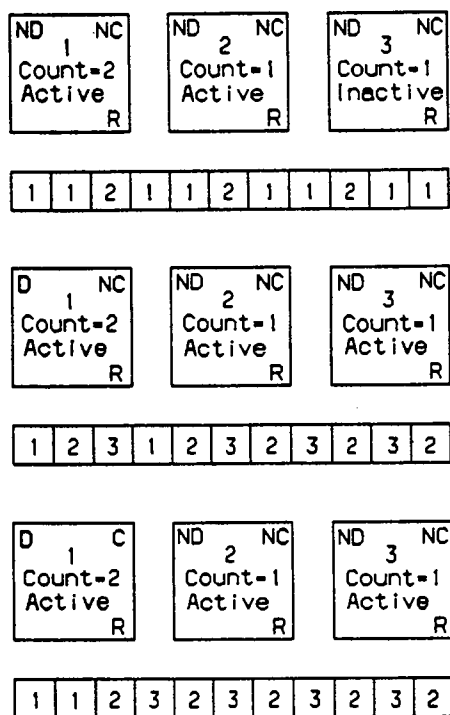 ND NC ND NC ND NC
1 2 3
Count=2 Count=1 Count=1
Active Active Inactive
R R R
1 1 2 1 1 2 1 1 2 1 1
D NC ND NC ND NC
1 2 3
Count=2 Count=1 Count=1
Active Active Active
R R R
1 2 3 1 2 3 2 3 2 3 2
D C ND NC ND NC
1 2 3
Count=2 Count=1 Count=1
Active Active Active
R R R
1 1 2 3 2 3 2 3 2 3 2